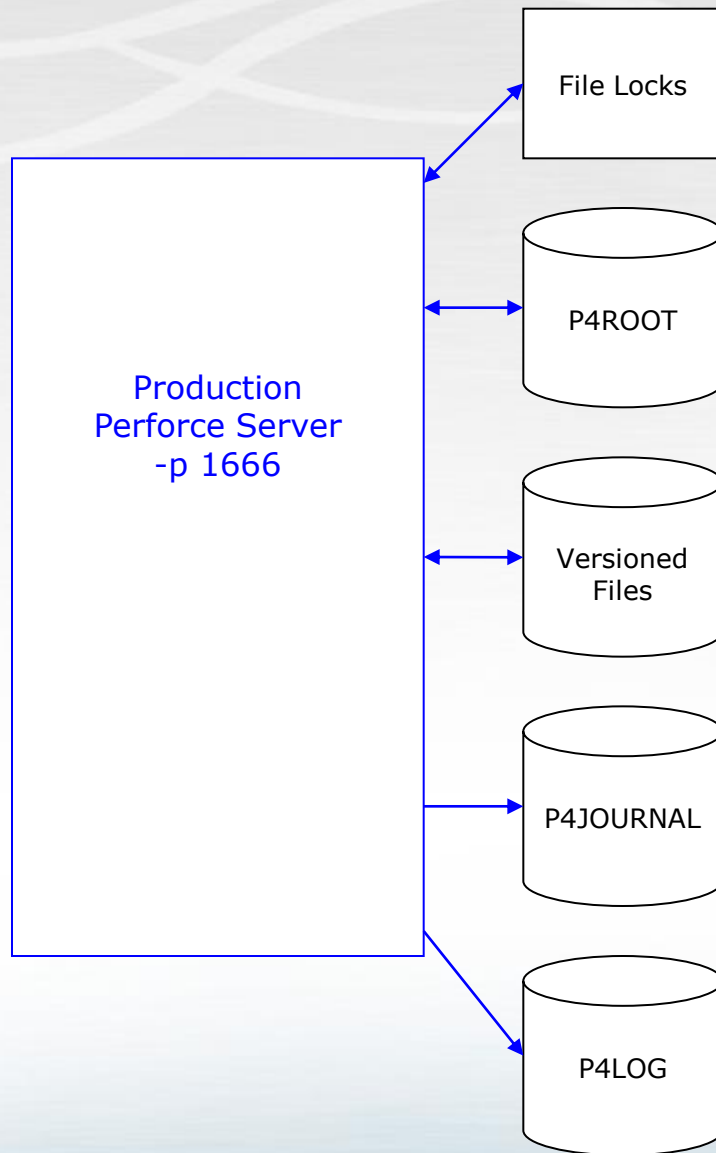 File Locks
Production
Perforce Server
-p 1666
P4ROOT
Versioned
Files
P4JOURNAL
P4LOG